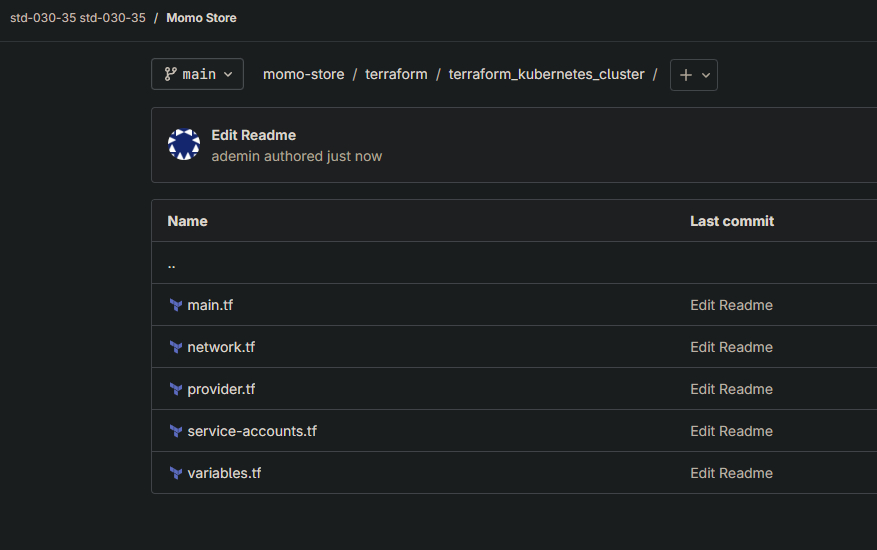 std-030-35 std-030-35 / Momo Store
main momo-store / terraform / terraform_kubernetes_cluster / +
Edit Readme
ademin authored just now
Name Last commit
..
main.tf Edit Readme
network.tf Edit Readme
provider.tf Edit Readme
service-accounts.tf Edit Readme
variables.tf Edit Readme